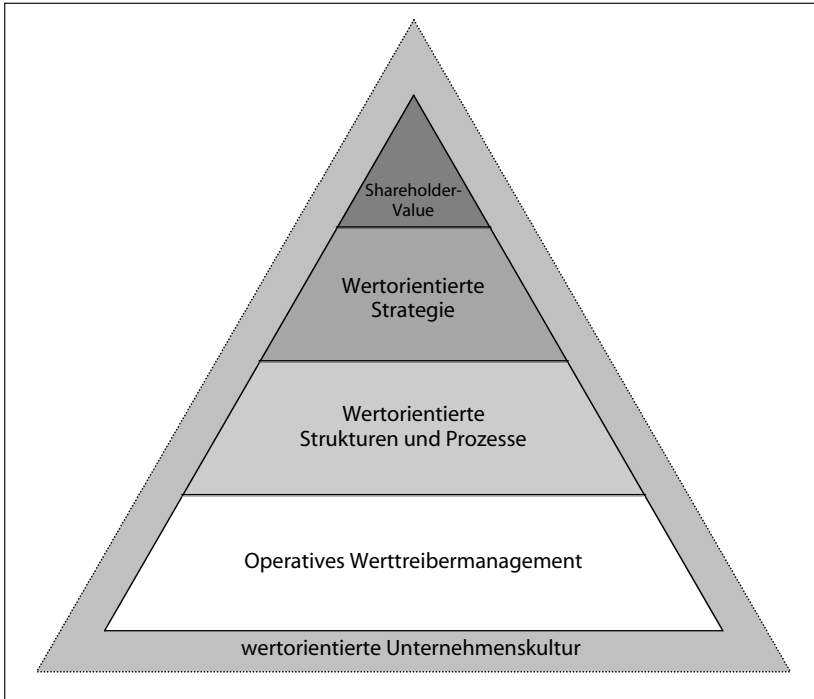 Shareholder-
Value
Wertorientierte
Strategie
Wertorientierte
Strukturen und Prozesse
Operatives Werttreibermanagement
wertorientierte Unternehmenskultur